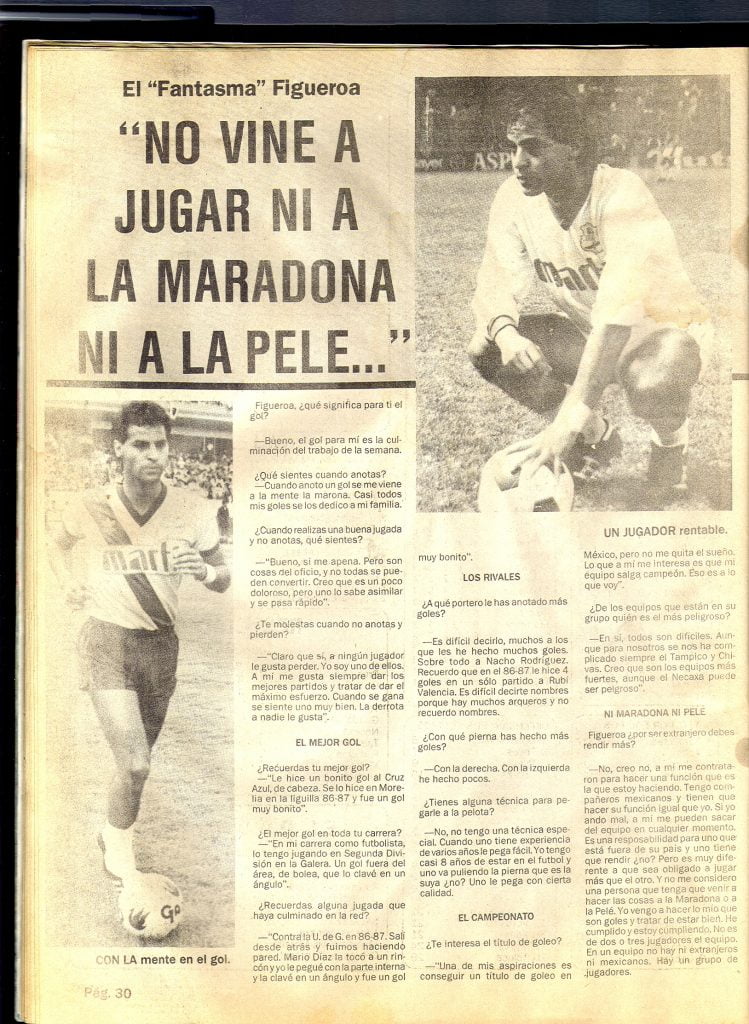 El “Fantasma” Figueroa
“NO VINE A
JUGAR NI A
LA MARADONA
NI A LA PELE...”
ASP
marf
UN JUGADOR rentable.
marf
Go
CON LA mente en el gol.
Figueroa, ¿qué significa para ti el
gol?
—Bueno, el gol para mí es la cul-
minación del trabajo de la semana.
¿Qué sientes cuando anotas?
—Cuando anoto un gol se me viene
a la mente la marona. Casi todos
mis goles se los dedico a mi familia.
¿Cuando realizas una buena jugada
y no anotas, qué sientes?
—“Bueno, si me apena. Pero son
cosas del oficio, y no todas se pue-
den convertir. Creo que es un poco
doloroso, pero uno lo sabe asimilar
y se pasa rápido”.
¿Te molestas cuando no anotas y
pierden?
—“Claro que sí, a ningún jugador
le gusta perder. Yo soy uno de ellos.
A mí me gusta siempre dar los
mejores partidos y tratar de dar el
máximo esfuerzo. Cuando se gana
se siente uno muy bien. La derrota
a nadie le gusta”.
EL MEJOR GOL
¿Recuerdas tu mejor gol?
—“Le hice un bonito gol al Cruz
Azul, de cabeza. Se lo hice en More-
lia en la liguilla 86-87 y fue un gol
muy bonito”.
¿El mejor gol en toda tu carrera?
—“En mi carrera como futbolista,
lo tengo jugando en Segunda Divi-
sión en la Galera. Un gol fuera del
área, de bolea, que lo clavé en un
ángulo”.
¿Recuerdas alguna jugada que
haya culminado en la red?
—“Contra la U. de G. en 86-87. Salí
desde atrás y fuimos haciendo
pared. Mario Díaz la tocó a un rin-
cón y yo le pegué con la parte interna
y la clavé en un ángulo y fue un gol
muy bonito”.
LOS RIVALES
¿A qué portero le has anotado más
goles?
—Es difícil decirlo, muchos a los
que les he hecho muchos goles.
Sobre todo a Nacho Rodríguez.
Recuerdo que en el 86-87 le hice 4
goles en un sólo partido a Rubí
Valencia. Es difícil decirte nombres
porque hay muchos arqueros y no
recuerdo nombres.
¿Con qué pierna has hecho más
goles?
—Con la derecha. Con la izquierda
he hecho pocos.
¿Tienes alguna técnica para pe-
garle a la pelota?
—No, no tengo una técnica espe-
cial. Cuando uno tiene experiencia
de varios años le pega fácil. Yo tengo
casi 8 años de estar en el futbol y
uno va puliendo la pierna que es la
suya ¿no? Uno le pega con cierta
calidad.
EL CAMPEONATO
¿Te interesa el título de goleo?
—“Una de mis aspiraciones es
conseguir un título de goleo en
México, pero no me quita el sueño.
Lo que a mí me interesa es que mi
équipo salga campeón. Eso es a lo
que voy”.
¿De los equipos que están en su
grupo quién es el más peligroso?
—En sí, todos son difíciles. Aun-
que para nosotros se nos ha com-
plicado siempre el Tampico y Chi-
vas. Creo que son los equipos más
fuertes, aunque el Necaxa puede
ser pelgroso”.
NI MARADONA NI PELE
Figueroa ¿por ser extranjero debes
rendir más?
—No, creo no, a mí me contrata-
ron para hacer una función que es
la que estoy haciendo. Tengo com-
pañeros mexicanos y tienen que
hacer su función igual que yo. Si yo
ando mal, a mí me pueden sacar
del equipo en cualquier momento.
Es una resposabilidad para uno que
está fuera de su país y uno tiene
que rendir ¿no? Pero es muy dife-
rente a que sea obligado a jugar
más que el otro. Y no me considero
una persona que tenga que venir a
hacer las cosas a la Maradona o a
la Pelé. Yo vengo a hacer lo mío que
son goles y tratar de estar bien. He
cumplido y estoy cumpliendo. No es
de dos o tres jugadores el equipo.
En un equipo no hay ni extranjeros
ni mexicanos. Hay un grupo de
jugadores.
Pág. 30